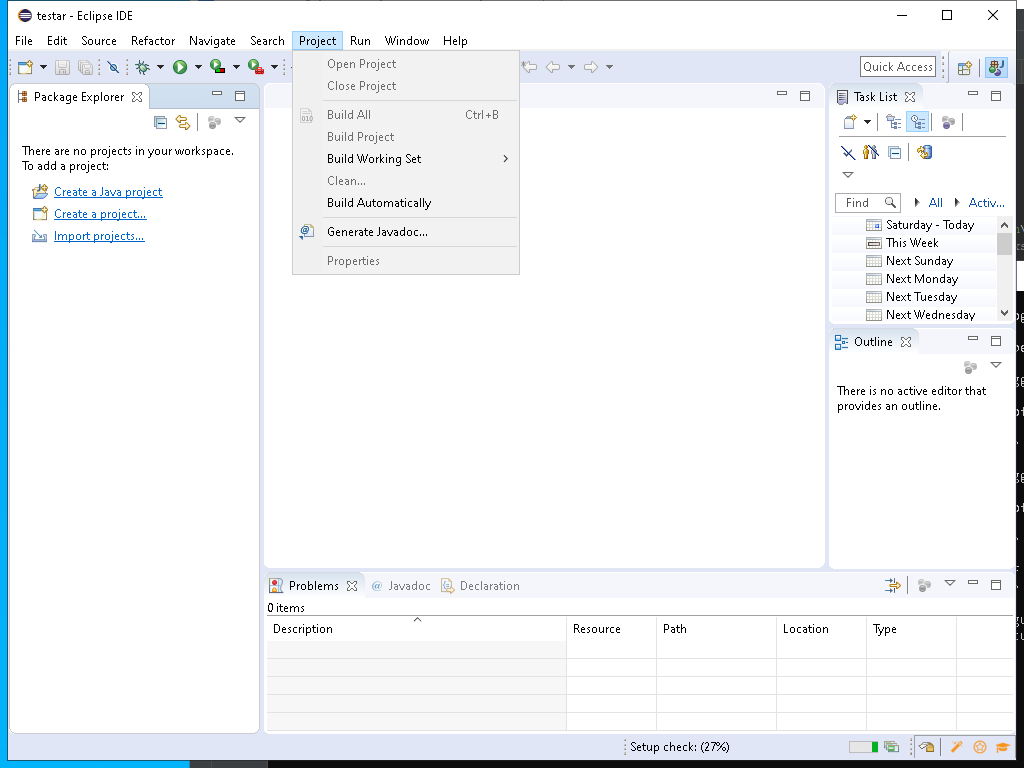 testar - Eclipse IDE
File Edit Source Refactor Navigate Search Project Run Window Help
Quick Access
Open Project
Close Project
Build All Ctrl+B
Build Project
Build Working Set
Clean...
Build Automatically
Generate Javadoc...
Properties
Package Explorer
There are no projects in your workspace.
To add a project:
Create a Java project
Create a project...
Import projects...
Task List
Find All Activ...
Saturday - Today
This Week
Next Sunday
Next Monday
Next Tuesday
Next Wednesday
Outline
There is no active editor that
provides an outline.
Problems @ Javadoc Declaration
0 items
Description Resource Path Location Type
Setup check: (27%)